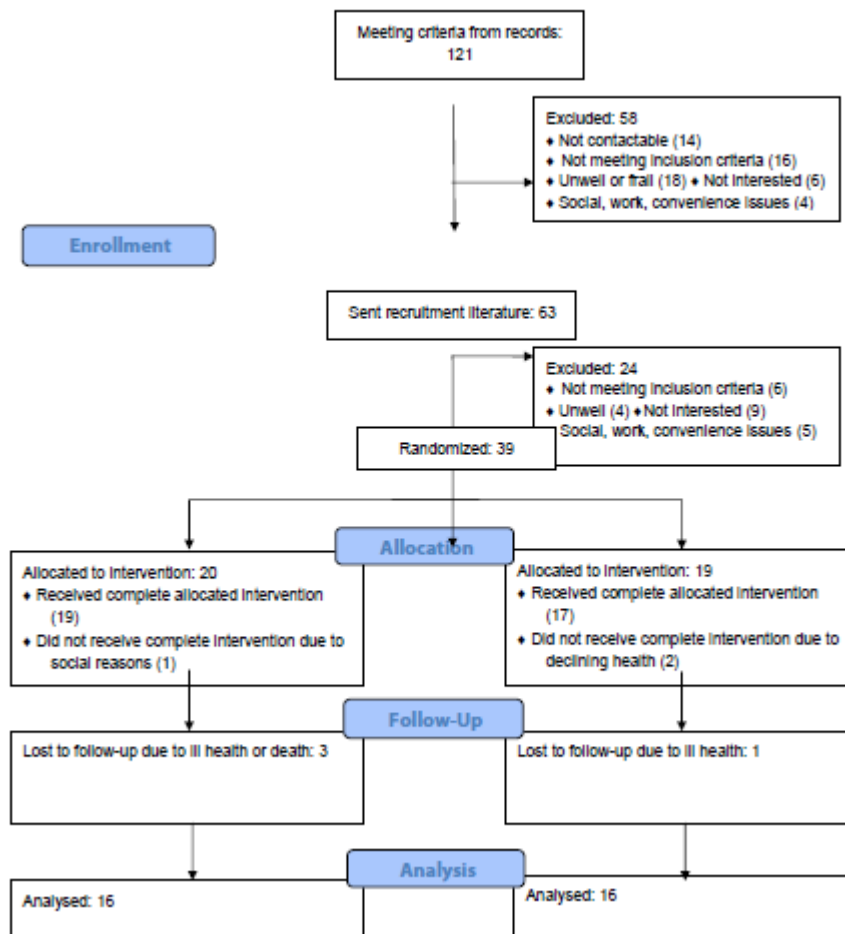 Meeting criteria from records:
121
Excluded: 58
♦ Not contactable (14)
♦ Not meeting inclusion criteria (16)
♦ Unwell or frail (18) ♦ Not interested (6)
♦ Social, work, convenience issues (4)
Enrollment
Sent recruitment literature: 63
Excluded: 24
♦ Not meeting inclusion criteria (6)
♦ Unwell (4) ♦ Not interested (9)
Social, work, convenience issues (5)
Randomized: 39
Allocation
Allocated to intervention: 20
♦ Received complete allocated intervention
(19)
♦ Did not receive complete intervention due to
social reasons (1)
Allocated to intervention: 19
♦ Received complete allocated intervention
(17)
♦ Did not receive complete intervention due to
declining health (2)
Follow-Up
Lost to follow-up due to ill health or death: 3
Lost to follow-up due to ill health: 1
Analysis
Analysed: 16
Analysed: 16